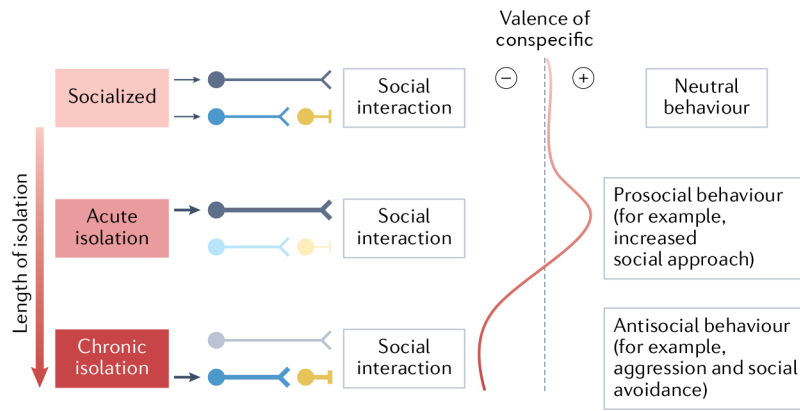 Valence of
conspecific
Socialized
Social
interaction
−
+
Neutral
behaviour
Length of isolation
Acute
isolation
Social
interaction
Prosocial behaviour
(for example,
increased
social approach)
Chronic
isolation
Social
interaction
Antisocial behaviour
(for example,
aggression and social
avoidance)